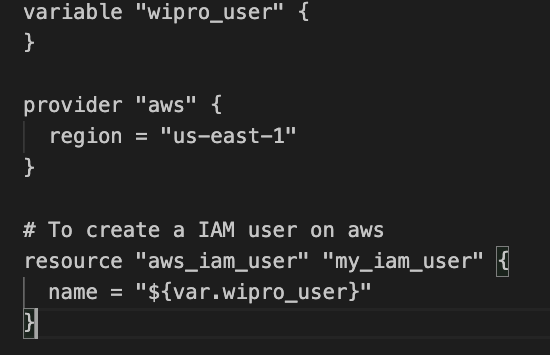 variable "wipro_user" {
}
provider "aws" {
  region = "us-east-1"
}
# To create a IAM user on aws
resource "aws_iam_user" "my_iam_user" {
  name = "${var.wipro_user}"
}